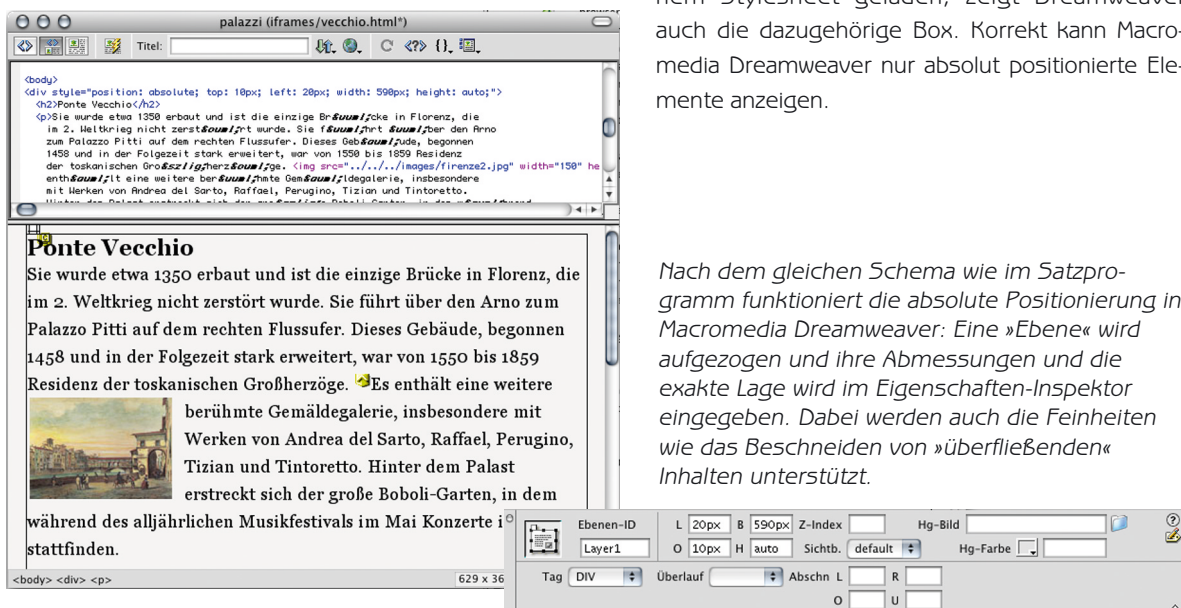 palazzi (iframes/vecchio.html*)
Titel:
<body>
<div style="position: absolute; top: 10px; left: 20px; width: 590px; height: auto;">
<h2>Ponte Vecchio</h2>
<p>Sie wurde etwa 1350 erbaut und ist die einzige Br&uuml;cke in Florenz, die
im 2. Weltkrieg nicht zerst&ouml;rt wurde. Sie f&uuml;hrt &uuml;ber den Arno
zum Palazzo Pitti auf dem rechten Flussufer. Dieses Geb&auml;ude, begonnen
1458 und in der Folgezeit stark erweitert, war von 1550 bis 1859 Residenz
der toskanischen Gro&szlig;herz&ouml;ge. <img src="../../../images/firenze2.jpg" width="150" he
enth&auml;lt eine weitere ber&uuml;hmte Gem&auml;ldegalerie, insbesondere
mit Werken von Andrea del Sarto, Raffael, Perugino, Tizian und Tintoretto.
Ponte Vecchio
Sie wurde etwa 1350 erbaut und ist die einzige Brücke in Florenz, die
im 2. Weltkrieg nicht zerstört wurde. Sie führt über den Arno zum
Palazzo Pitti auf dem rechten Flussufer. Dieses Gebäude, begonnen
1458 und in der Folgezeit stark erweitert, war von 1550 bis 1859
Residenz der toskanischen Großherzöge. Es enthält eine weitere
berühmte Gemäldegalerie, insbesondere mit
Werken von Andrea del Sarto, Raffael, Perugino,
Tizian und Tintoretto. Hinter dem Palast
erstreckt sich der große Boboli-Garten, in dem
während des alljährlichen Musikfestivals im Mai Konzerte
stattfinden.
<body> <div> <p>
629 x 36
nem Stylesheet geladen, zeigt Dreamweaver
auch die dazugehörige Box. Korrekt kann Macro-
media Dreamweaver nur absolut positionierte Ele-
mente anzeigen.
Nach dem gleichen Schema wie im Satzpro-
gramm funktioniert die absolute Positionierung in
Macromedia Dreamweaver: Eine »Ebene« wird
aufgezogen und ihre Abmessungen und die
exakte Lage wird im Eigenschaften-Inspektor
eingegeben. Dabei werden auch die Feinheiten
wie das Beschneiden von »überfließenden«
Inhalten unterstützt.
Ebenen-ID L 20px B 590px Z-Index Hg-Bild
Layer1 O 10px H auto Sichtb. default Hg-Farbe
Tag DIV Überlauf Abschn L R
O U